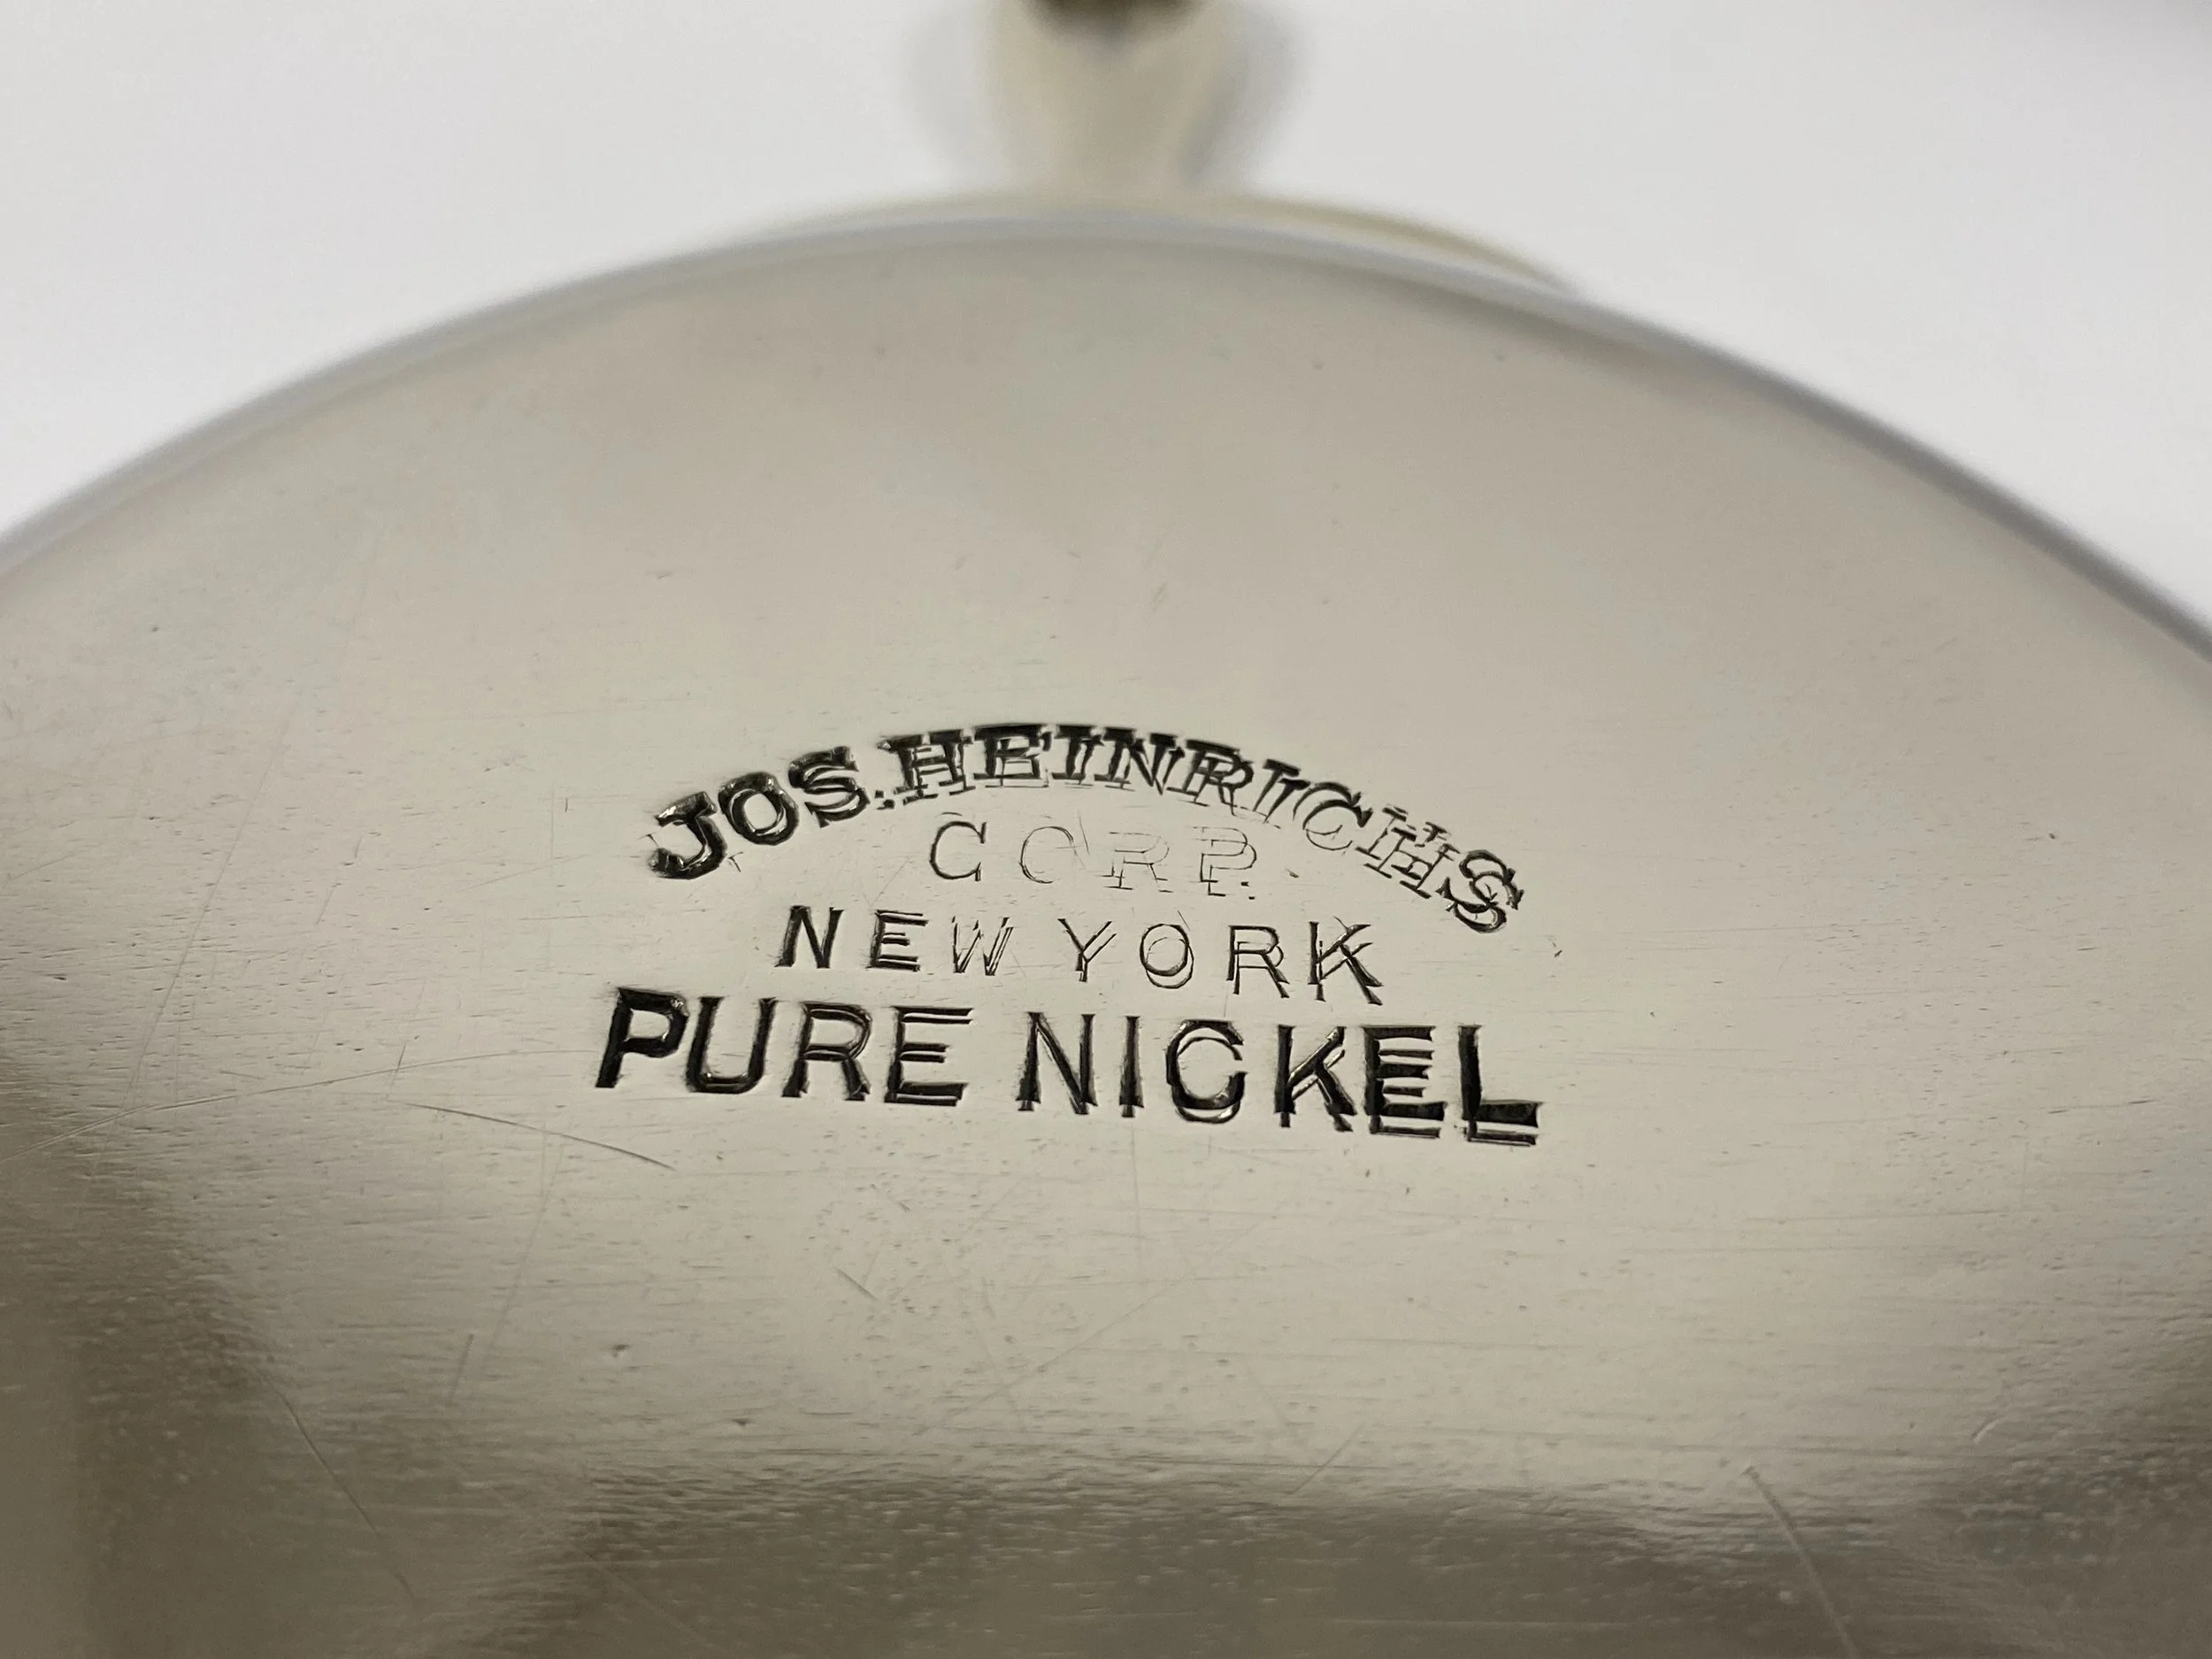 JOS. HEINRICHS
CORP.
NEW YORK
PURE NICKEL